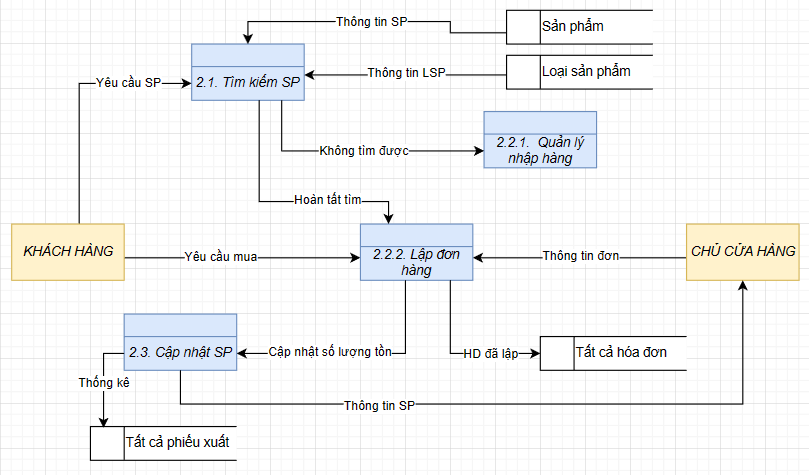 Thông tin SP
Sản phẩm
Thông tin LSP
Loại sản phẩm
Yêu cầu SP
2.1. Tìm kiếm SP
Không tìm được
2.2.1. Quản lý
nhập hàng
Hoàn tất tìm
KHÁCH HÀNG
Yêu cầu mua
2.2.2. Lập đơn
hàng
Thông tin đơn
CHỦ CỬA HÀNG
2.3. Cập nhật SP
Cập nhật số lượng tồn
HD đã lập
Tất cả hóa đơn
Thống kê
Thông tin SP
Tất cả phiếu xuất